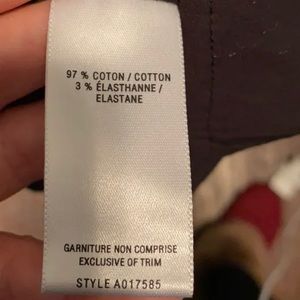 97 % COTON / COTTON
3 % ÉLASTHANNE /
ELASTANE
GARNITURE NON COMPRISE
EXCLUSIVE OF TRIM
STYLE A017585